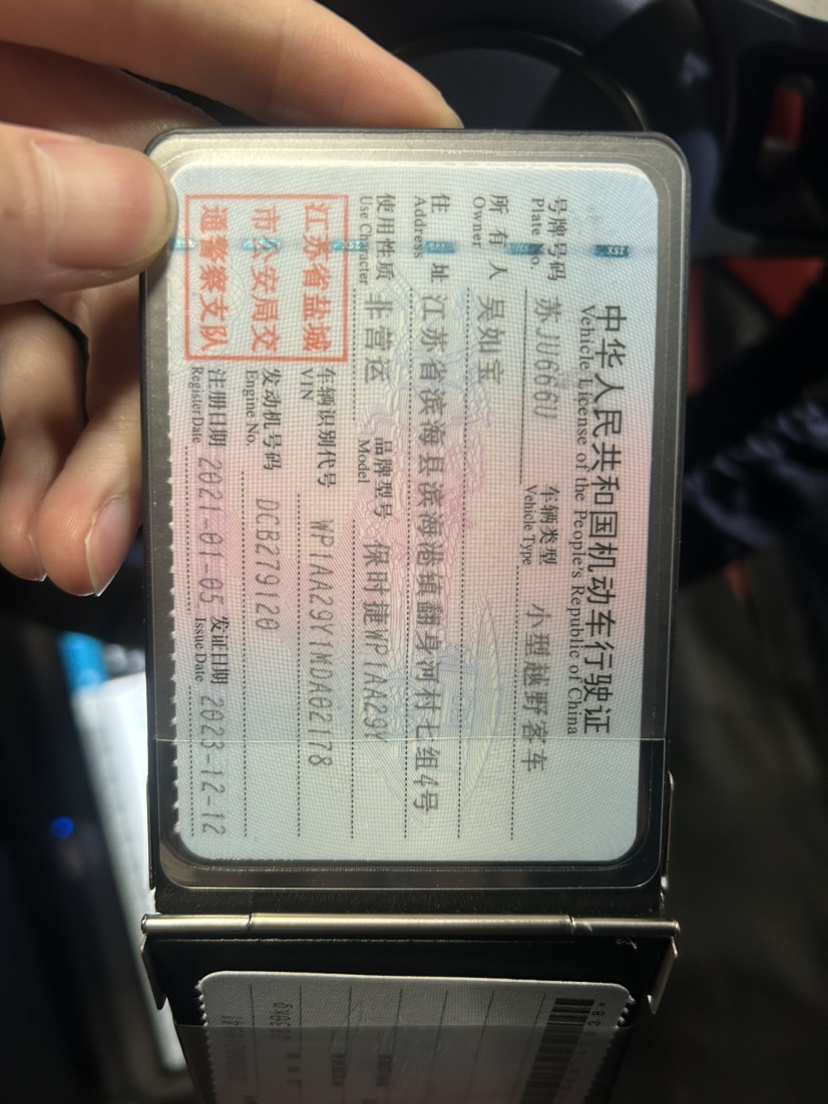 中华人民共和国机动车行驶证
Vehicle License of the People's Republic of China
号牌号码 苏JU666U 车辆类型 小型越野客车
Plate No. Vehicle Type
所有人 吴如宝
Owner
住址 江苏省滨海县滨海港镇翻身河村七组4号
Address
使用性质 非营运 品牌型号 保时捷WP1AA29Y
Use Character Model
江苏省盐城
市公安局交
通警察支队
车辆识别代号 WP1AA29Y1MDA02178
VIN
发动机号码 DCB279120
Engine No.
注册日期 2021-01-05 发证日期 2023-12-12
Register Date Issue Date